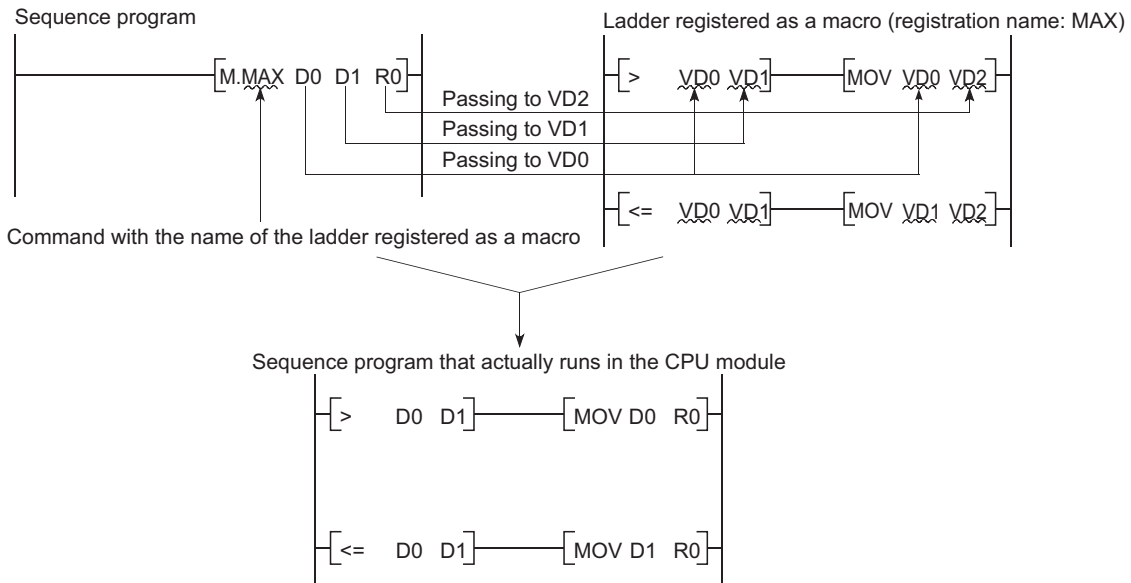 Sequence program
M.MAX D0 D1 R0
Command with the name of the ladder registered as a macro
Passing to VD2
Passing to VD1
Passing to VD0
Ladder registered as a macro (registration name: MAX)
> VD0 VD1 MOV VD0 VD2
<= VD0 VD1 MOV VD1 VD2
Sequence program that actually runs in the CPU module
> D0 D1 MOV D0 R0
<= D0 D1 MOV D1 R0